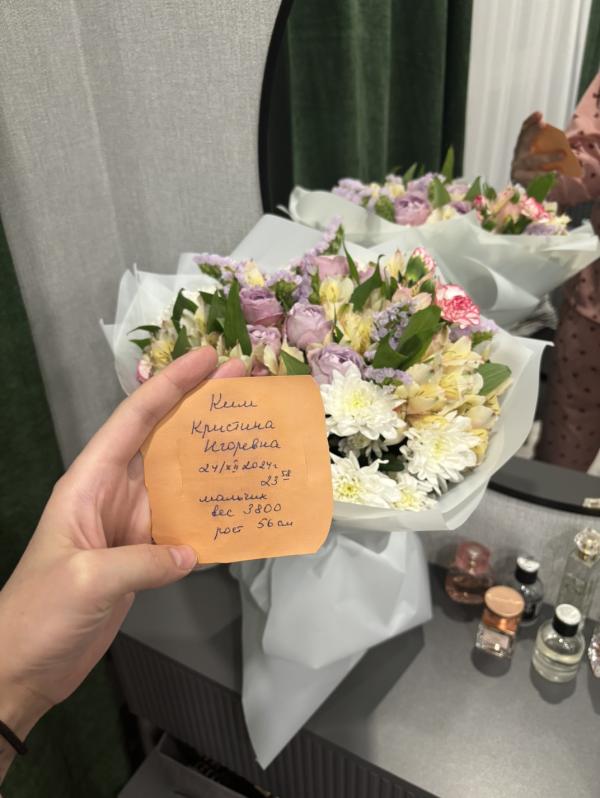 Ким
Кристина
Игоревна
24/XII 2024г
23 58
мальчик
вес 3800
рост 56 см